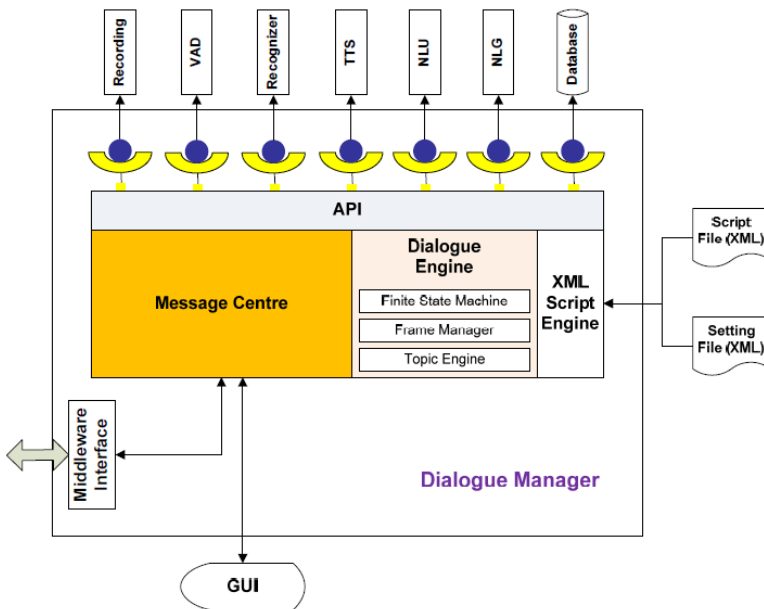 Recording
VAD
Recognizer
TTS
NLU
NLG
Database
API
Message Centre
Dialogue
Engine
Finite State Machine
Frame Manager
Topic Engine
XML
Script
Engine
Script
File (XML)
Setting
File (XML)
Middleware
Interface
Dialogue Manager
GUI